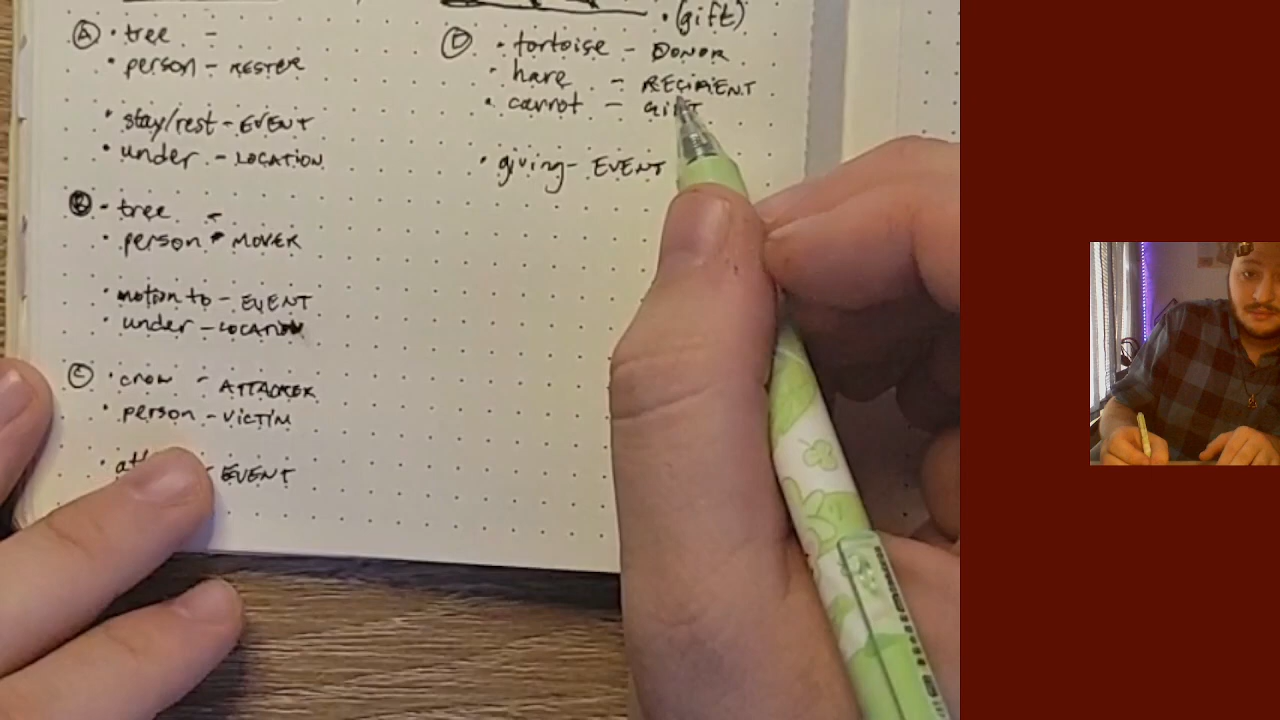 Ⓐ • tree –
• person – RESTER
• stay/rest – EVENT
• under – LOCATION
Ⓑ – tree –
• person • MOVER
• motion to – EVENT
• under – LOCATION
Ⓒ • crow – ATTACKER
• person – VICTIM
– EVENT
• (gift)
Ⓓ • tortoise – DONOR
• hare – RECIPIENT
• carrot – GIFT
• giving – EVENT